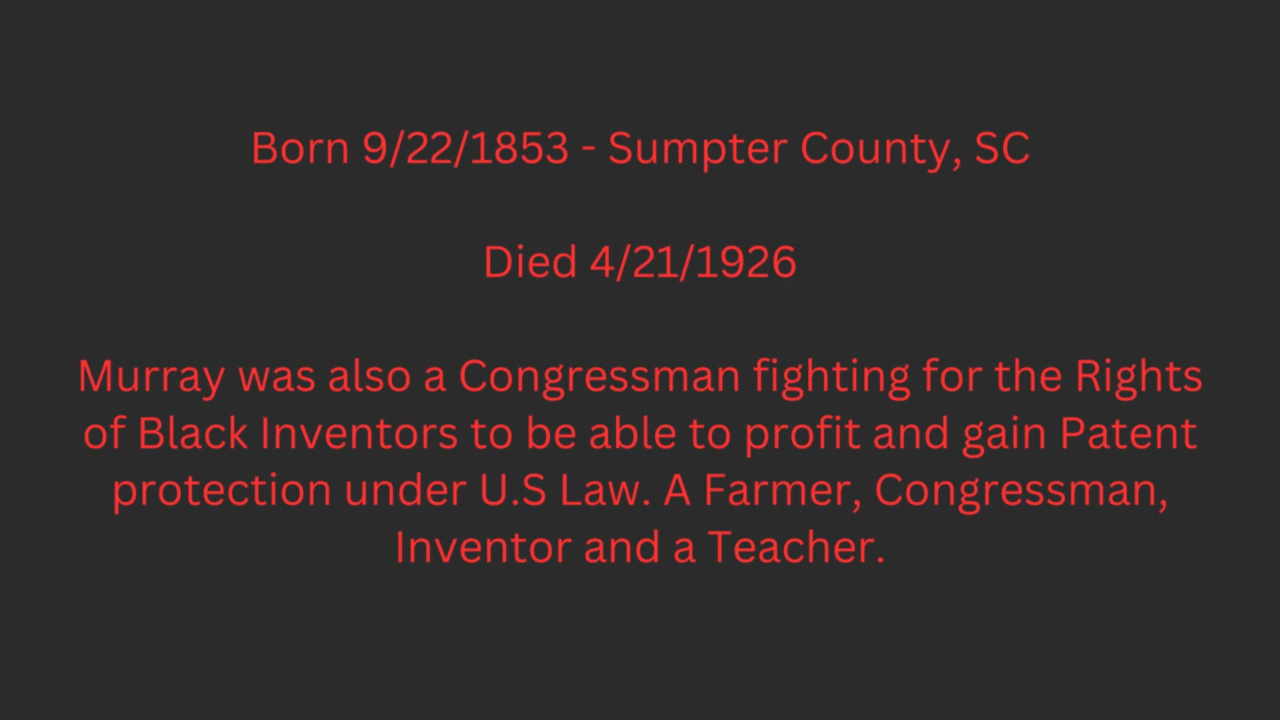 Born 9/22/1853 - Sumpter County, SC
Died 4/21/1926
Murray was also a Congressman fighting for the Rights
of Black Inventors to be able to profit and gain Patent
protection under U.S Law. A Farmer, Congressman,
Inventor and a Teacher.